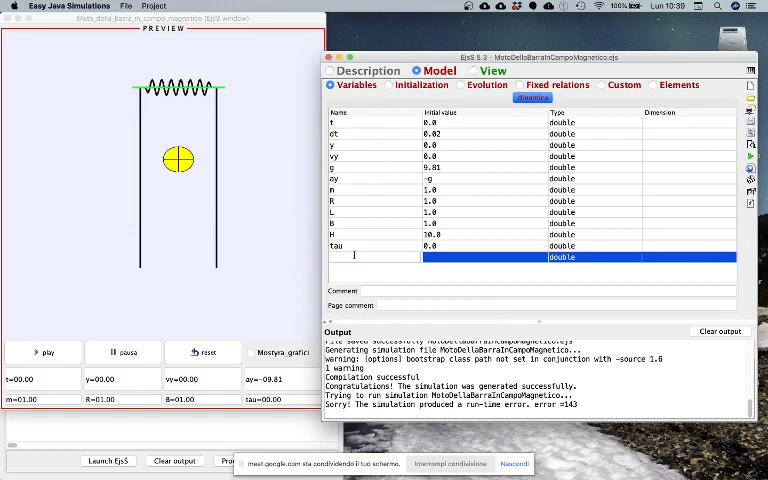 Easy Java Simulations File Project
100% Lun 10:39
Moto_della_barra_in_campo_magnetico (EjsS window)
PREVIEW
play
pausa
reset
Mostyra_grafici
t=00.00 y=00.00 vy=00.00 ay=-09.81
m=01.00 R=01.00 B=01.00 tau=00.00
Launch EjsS Clear output
EjsS 5.3 - MotoDellaBarraInCampoMagnetico.ejs
Description Model View
Variables Initialization Evolution Fixed relations Custom Elements
dinamica
Name Initial value Type Dimension
t 0.0 double
dt 0.02 double
y 0.0 double
vy 0.0 double
g 9.81 double
ay -g double
m 1.0 double
R 1.0 double
L 1.0 double
B 1.0 double
H 10.0 double
tau 0.0 double
double
Comment
Page comment
Output
Clear output
File saved successfully MotoDellaBarraInCampoMagnetico.ejs
Generating simulation file MotoDellaBarraInCampoMagnetico...
warning: [options] bootstrap class path not set in conjunction with -source 1.6
1 warning
Compilation successful
Congratulations! The simulation was generated successfully.
Trying to run simulation MotoDellaBarraInCampoMagnetico...
Sorry! The simulation produced a run-time error. error =143
meet.google.com sta condividendo il tuo schermo. Interrompi condivisione Nascondi